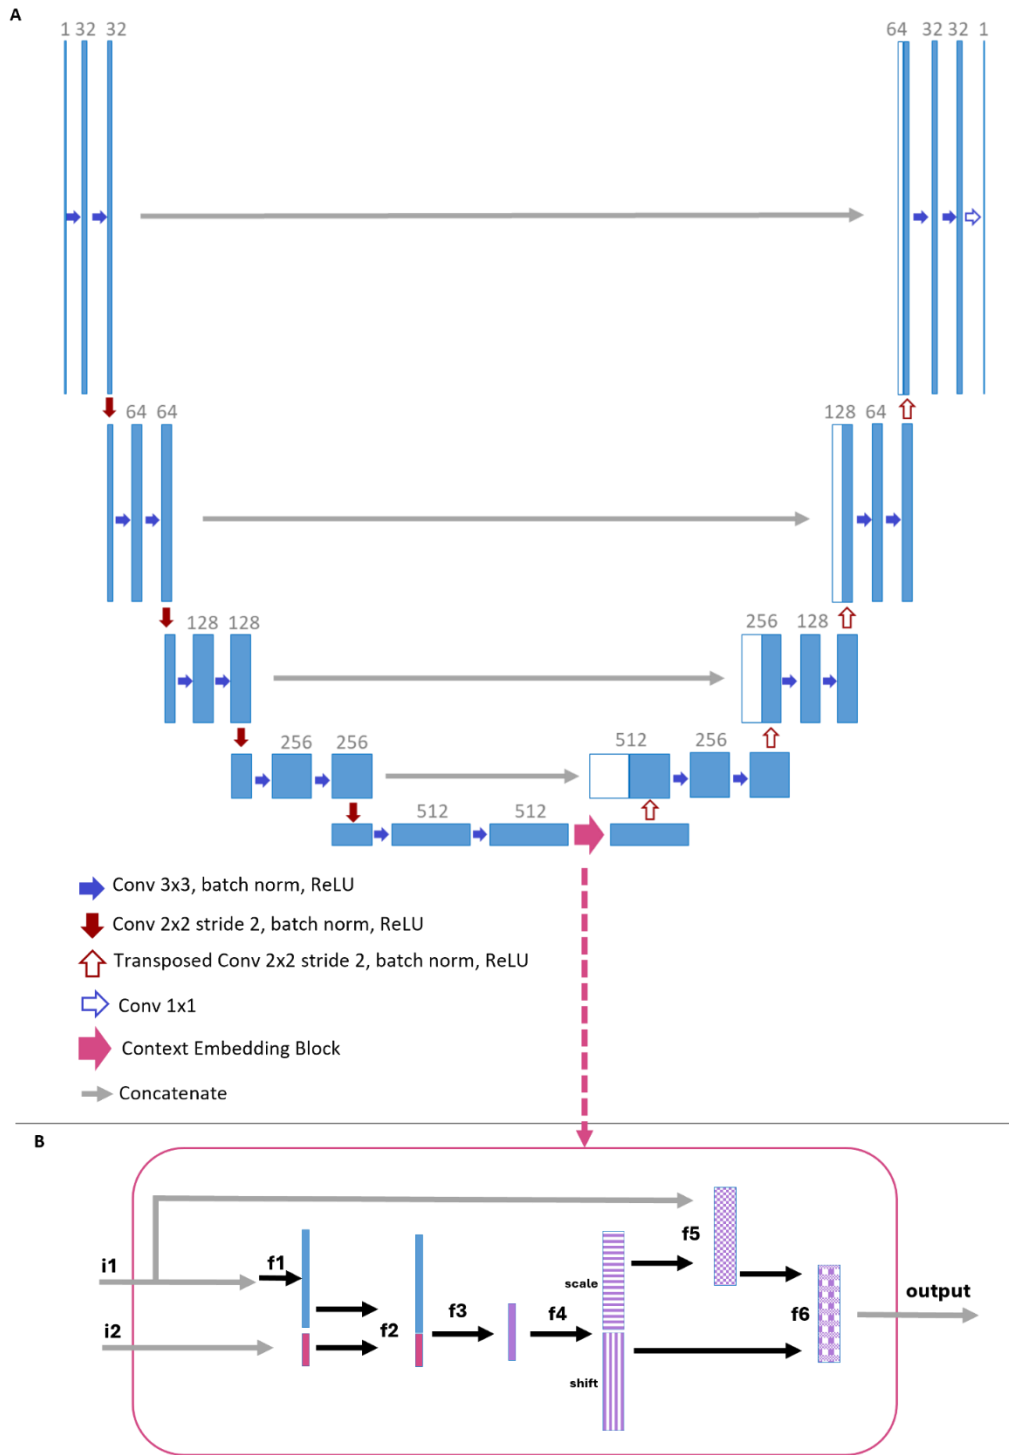 A
1 32 32
64 32 32 1
64 64
128 64
128 128
256 128
256 256
512 256
512 512
Conv 3x3, batch norm, ReLU
Conv 2x2 stride 2, batch norm, ReLU
Transposed Conv 2x2 stride 2, batch norm, ReLU
Conv 1x1
Context Embedding Block
Concatenate
B
i1
i2
f1
f2
f3
f4
scale
shift
f5
f6
output